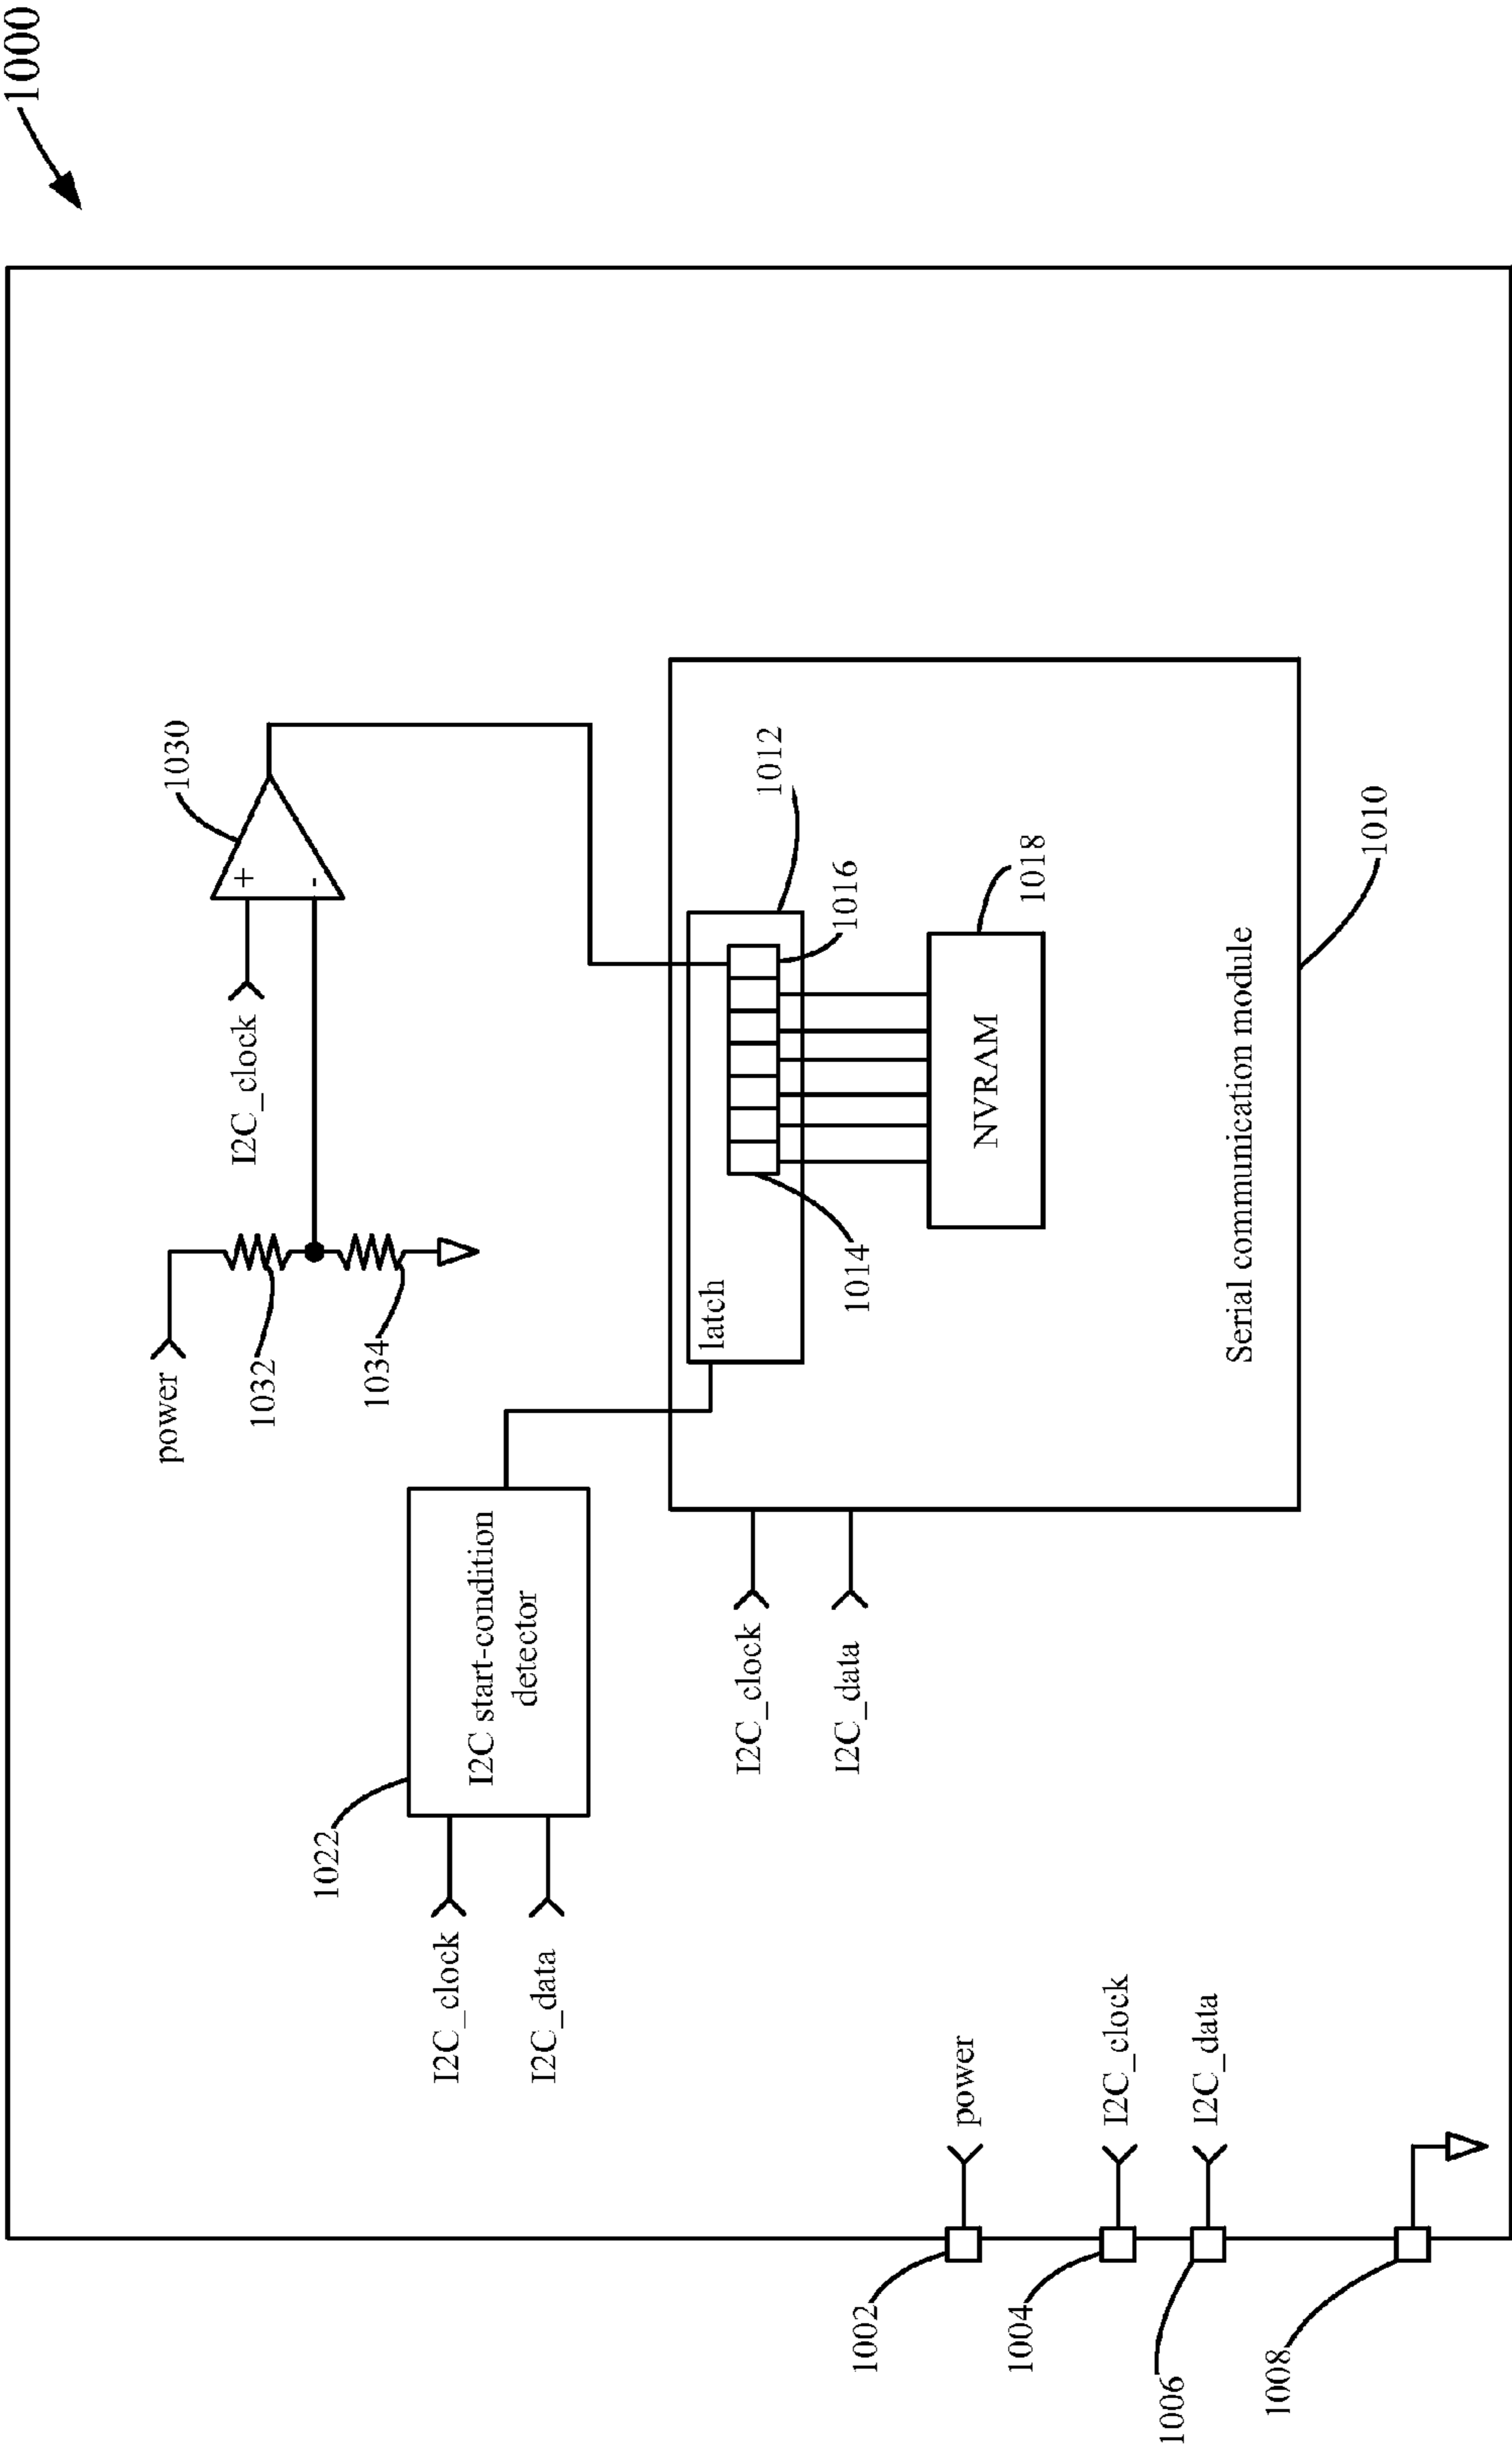 1000
1030
+
-
I2C_clock
power
1032
1034
1022
I2C start-condition
detector
I2C_clock
I2C_data
latch
1012
1016
1014
1018
NVRAM
I2C_clock
I2C_data
Serial communication module
1010
1002
power
1004
I2C_clock
1006
I2C_data
1008